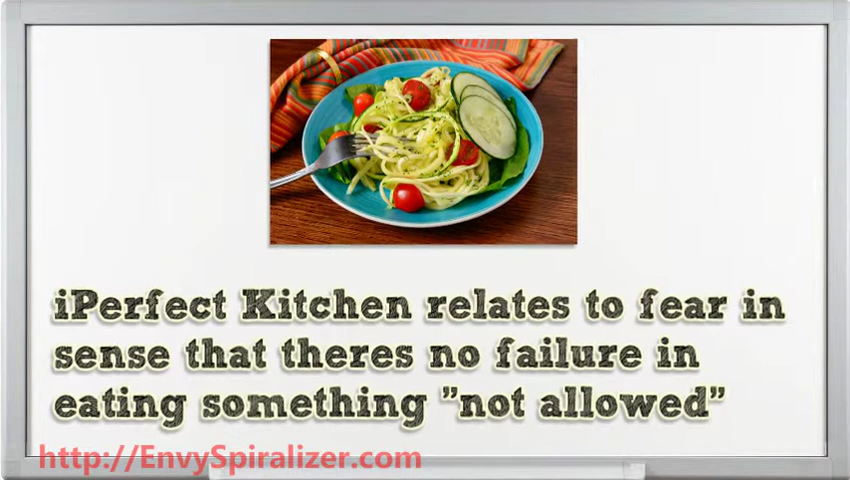 iPerfect Kitchen relates to fear in
sense that theres no failure in
eating something "not allowed"
http://EnvySpiralizer.com